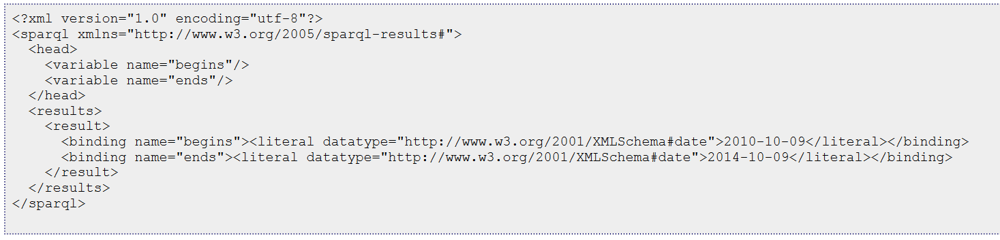 <?xml version="1.0" encoding="utf-8"?>
<sparql xmlns="http://www.w3.org/2005/sparql-results#">
  <head>
    <variable name="begins"/>
    <variable name="ends"/>
  </head>
  <results>
    <result>
      <binding name="begins"><literal datatype="http://www.w3.org/2001/XMLSchema#date">2010-10-09</literal></binding>
      <binding name="ends"><literal datatype="http://www.w3.org/2001/XMLSchema#date">2014-10-09</literal></binding>
    </result>
  </results>
</sparql>